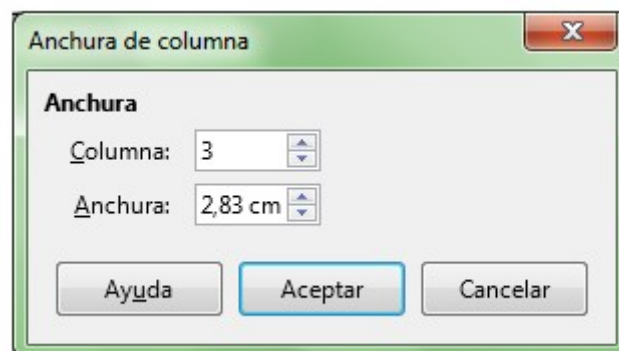 Anchura de columna
Anchura
Columna: 3
Anchura: 2,83 cm
Ayuda Aceptar Cancelar